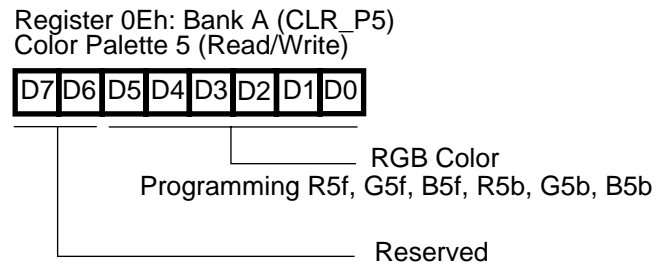 Register 0Eh: Bank A (CLR_P5)
Color Palette 5 (Read/Write)
D7 D6 D5 D4 D3 D2 D1 D0
RGB Color
Programming R5f, G5f, B5f, R5b, G5b, B5b
Reserved